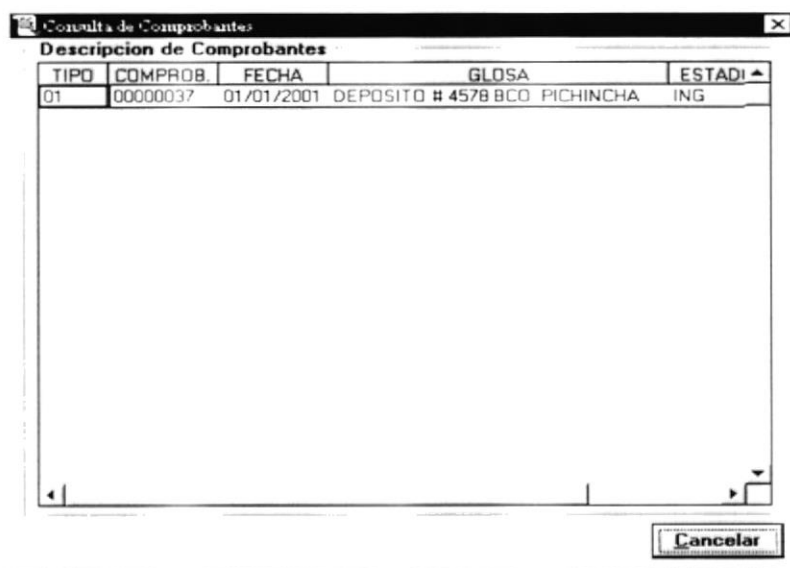 Consulta de Comprobantes
Descripcion de Comprobantes
TIPO COMPROB. FECHA GLOSA ESTADI
01 00000037 01/01/2001 DEPOSITO # 4578 BCO PICHINCHA ING
Cancelar